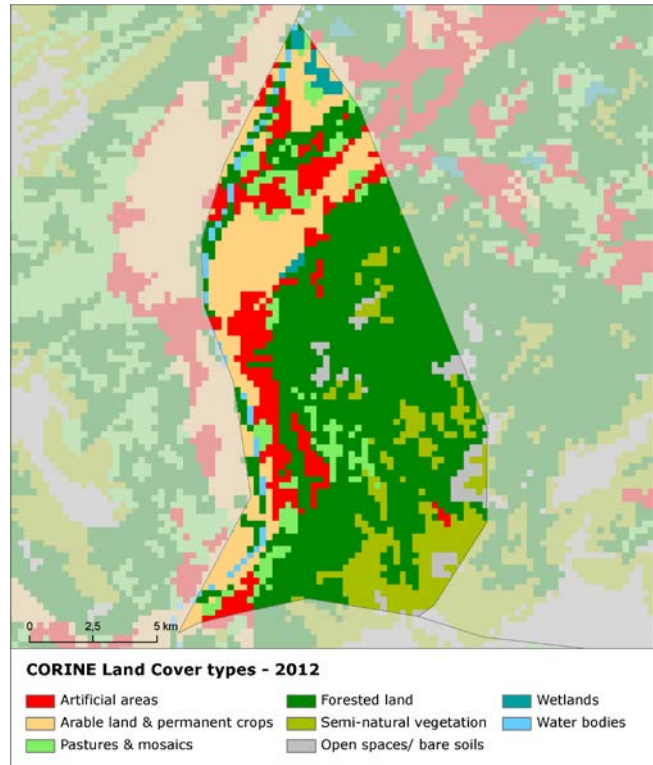 0 2,5 5 km
CORINE Land Cover types - 2012
Artificial areas
Forested land
Wetlands
Arable land & permanent crops
Semi-natural vegetation
Water bodies
Pastures & mosaics
Open spaces/ bare soils